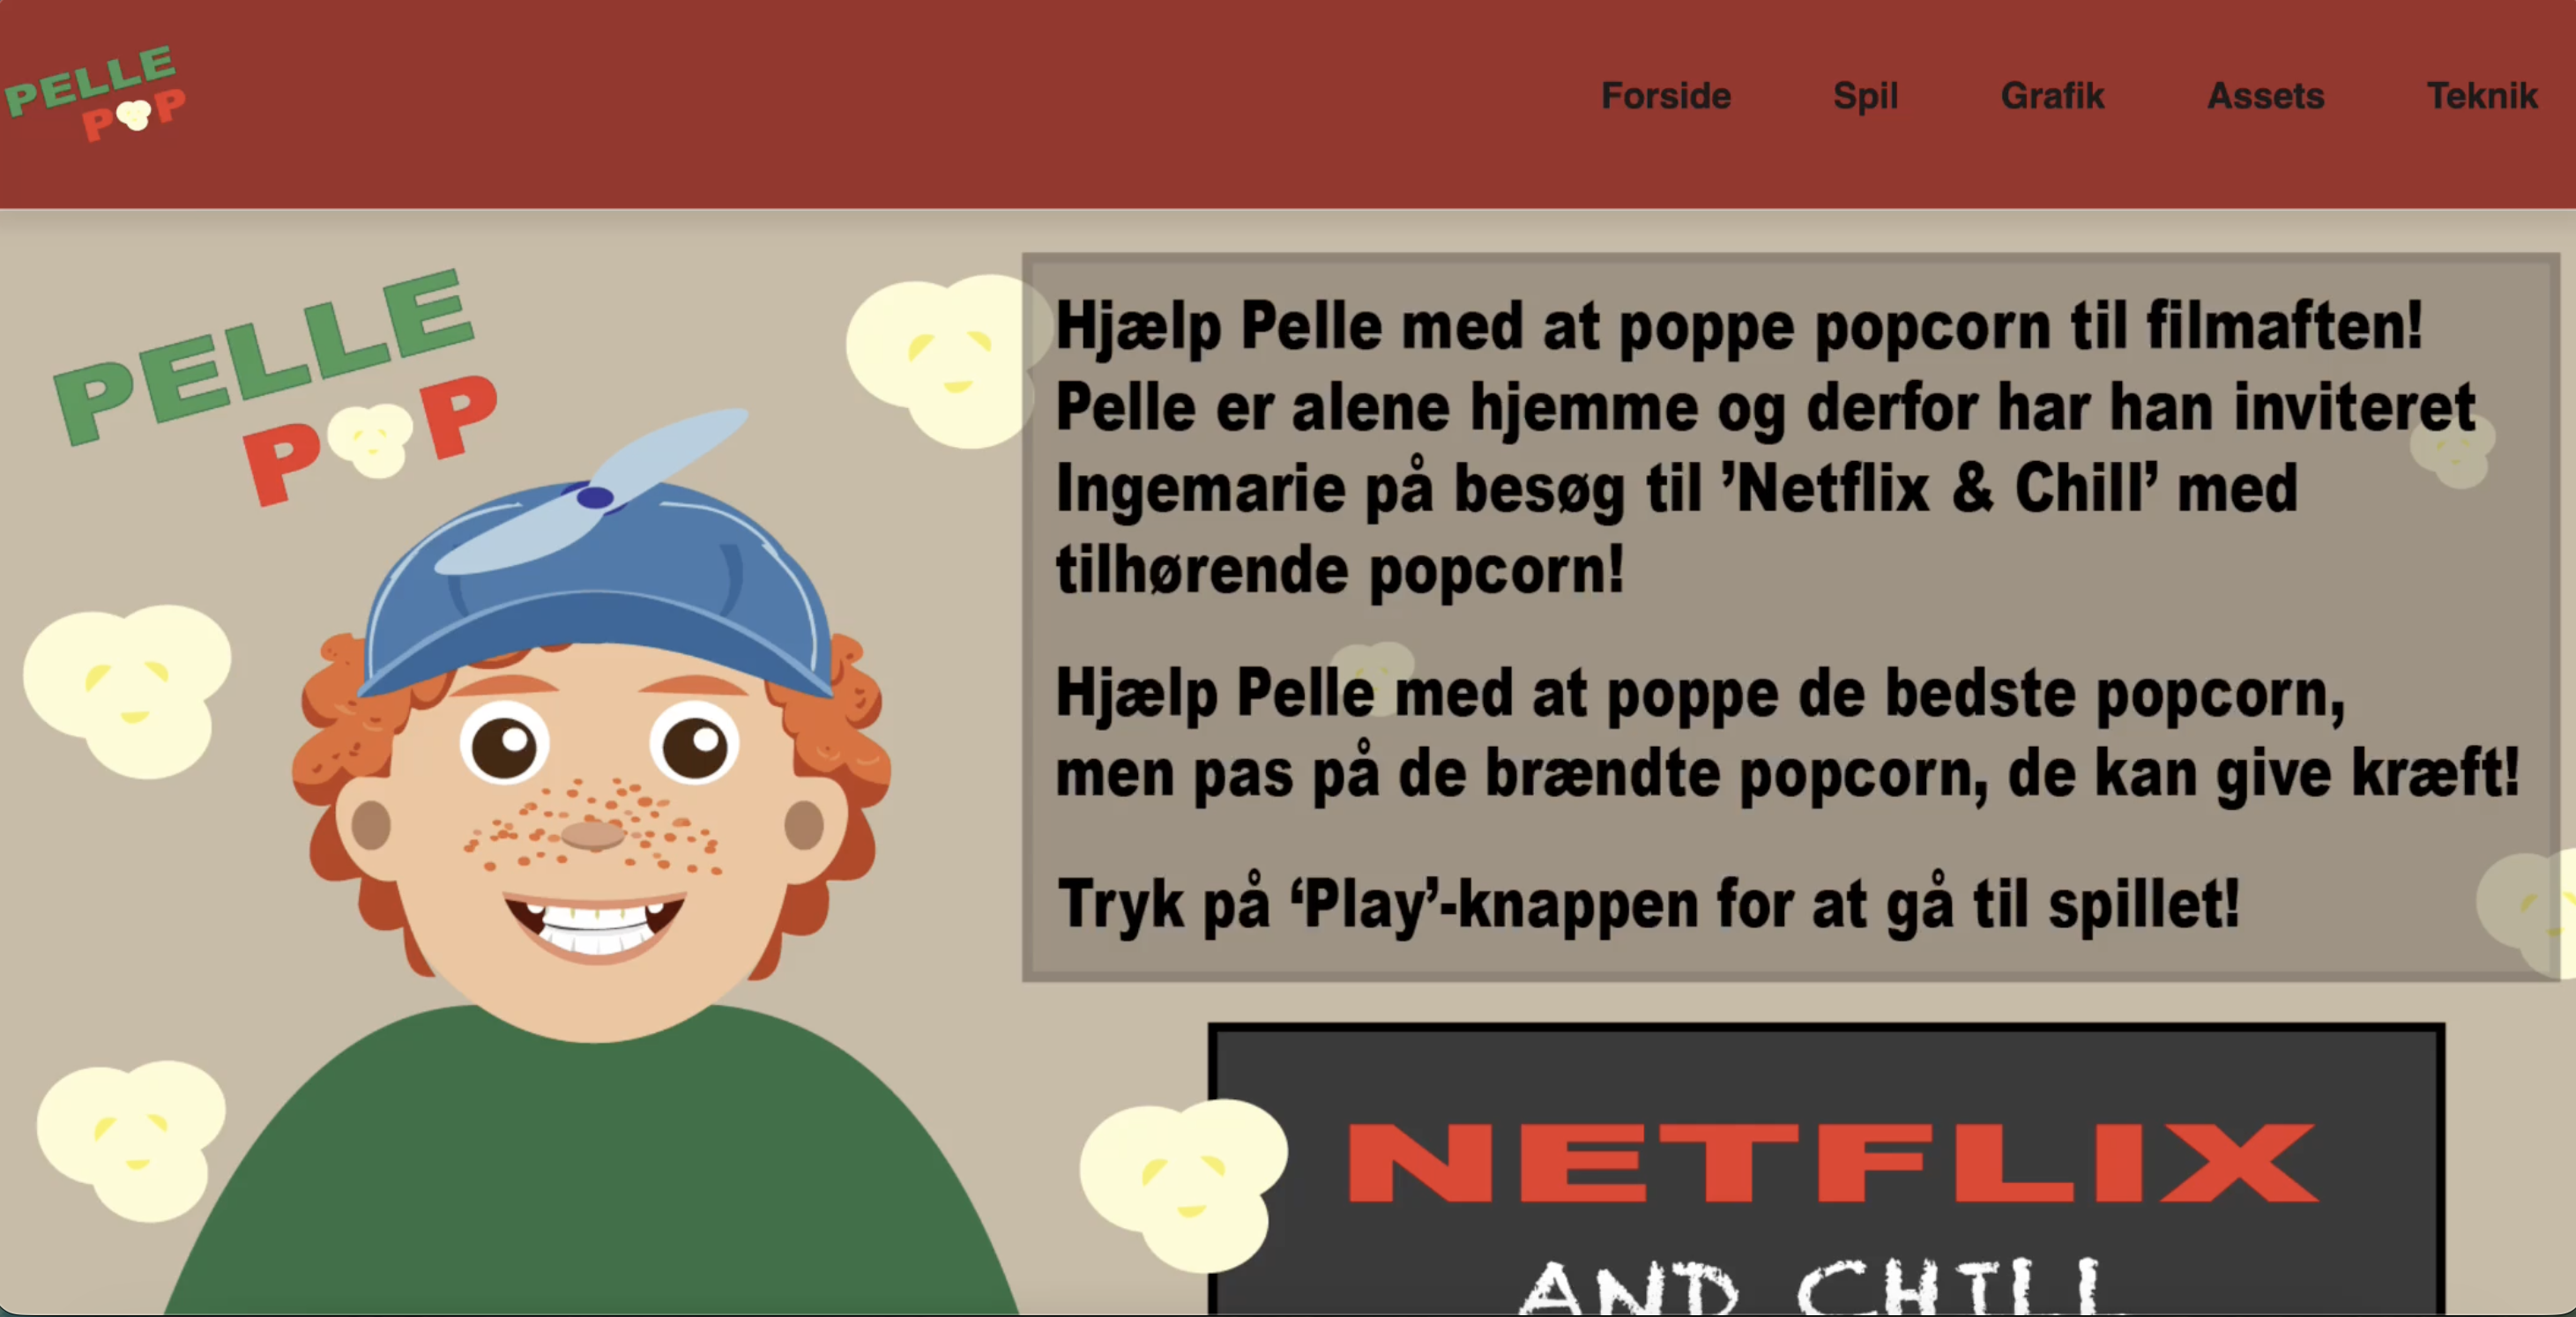 PELLE
POP
Forside Spil Grafik Assets Teknik
PELLE
POP
Hjælp Pelle med at poppe popcorn til filmaften!
Pelle er alene hjemme og derfor har han inviteret
Ingemarie på besøg til ’Netflix & Chill’ med
tilhørende popcorn!
Hjælp Pelle med at poppe de bedste popcorn,
men pas på de brændte popcorn, de kan give kræft!
Tryk på ‘Play’-knappen for at gå til spillet!
NETFLIX
AND CHILL